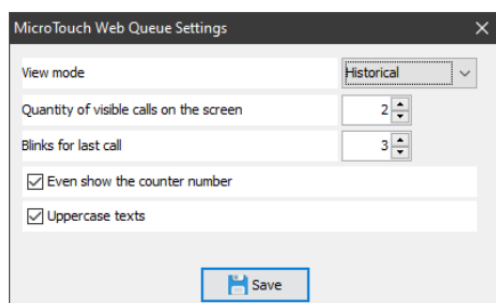 MicroTouch Web Queue Settings
View mode Historical
Quantity of visible calls on the screen 2
Blinks for last call 3
Even show the counter number
Uppercase texts
Save